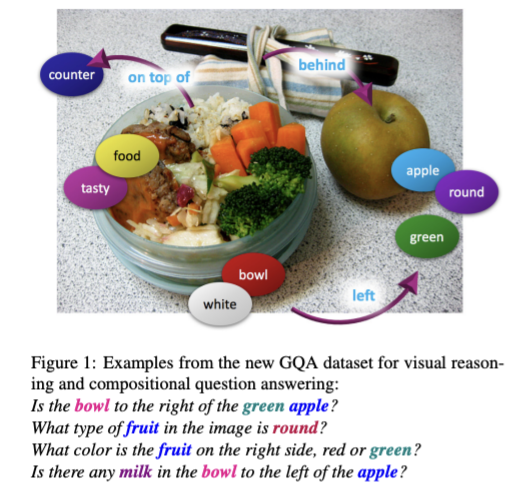 counter
on top of
behind
food
tasty
apple
round
green
bowl
white
left
Figure 1: Examples from the new GQA dataset for visual reason-
ing and compositional question answering:
Is the bowl to the right of the green apple?
What type of fruit in the image is round?
What color is the fruit on the right side, red or green?
Is there any milk in the bowl to the left of the apple?